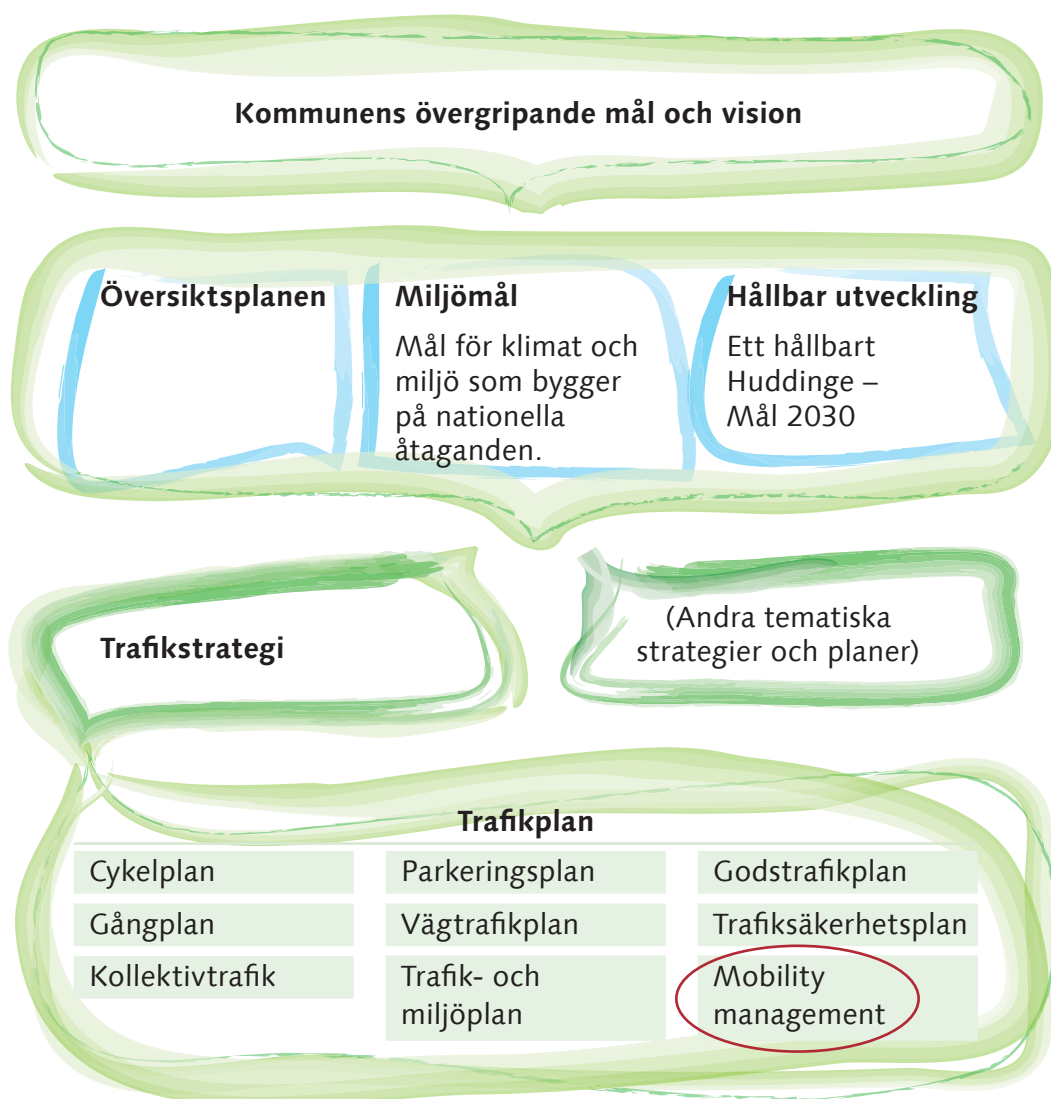 Kommunens övergripande mål och vision
Översiktsplanen
Miljömål
Mål för klimat och
miljö som bygger
på nationella
åtaganden.
Hållbar utveckling
Ett hållbart
Huddinge –
Mål 2030
Trafikstrategi
(Andra tematiska
strategier och planer)
Trafikplan
Cykelplan
Gångplan
Kollektivtrafik
Parkeringsplan
Vägtrafikplan
Trafik- och
miljöplan
Godstrafikplan
Trafiksäkerhetsplan
Mobility
management